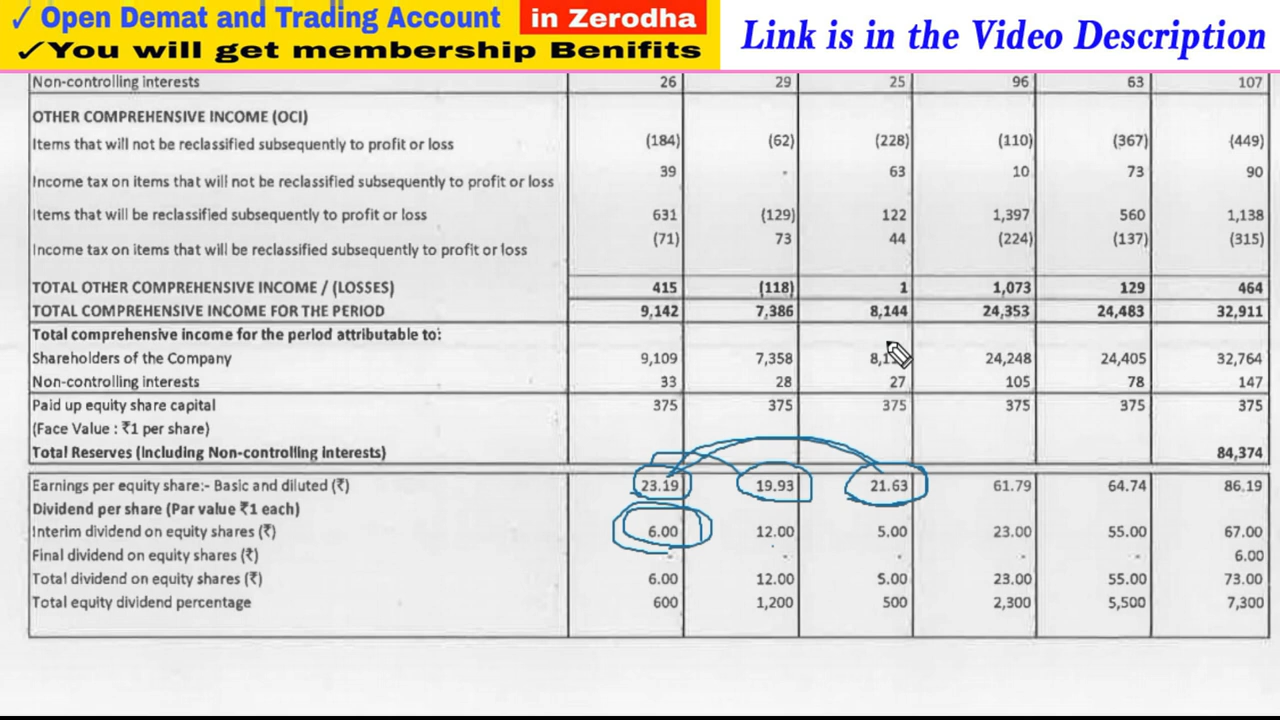 ✓ Open Demat and Trading Account in Zerodha
✓You will get membership Benifits
Link is in the Video Description
Non-controlling interests 26 29 25 96 63 107
OTHER COMPREHENSIVE INCOME (OCI)
Items that will not be reclassified subsequently to profit or loss (184) (62) (228) (110) (367) (449)
Income tax on items that will not be reclassified subsequently to profit or loss 39 - 63 10 73 90
Items that will be reclassified subsequently to profit or loss 631 (129) 122 1,397 560 1,138
Income tax on items that will be reclassified subsequently to profit or loss (71) 73 44 (224) (137) (315)
TOTAL OTHER COMPREHENSIVE INCOME / (LOSSES) 415 (118) 1 1,073 129 464
TOTAL COMPREHENSIVE INCOME FOR THE PERIOD 9,142 7,386 8,144 24,353 24,483 32,911
Total comprehensive income for the period attributable to:
Shareholders of the Company 9,109 7,358 24,248 24,405 32,764
Non-controlling interests 33 28 27 105 78 147
Paid up equity share capital 375 375 375 375 375 375
(Face Value : ₹1 per share)
Total Reserves (Including Non-controlling interests) 84,374
Earnings per equity share:- Basic and diluted (₹) 23.19 19.93 21.63 61.79 64.74 86.19
Dividend per share (Par value ₹1 each)
Interim dividend on equity shares (₹) 6.00 12.00 5.00 23.00 55.00 67.00
Final dividend on equity shares (₹) - - - - - 6.00
Total dividend on equity shares (₹) 6.00 12.00 5.00 23.00 55.00 73.00
Total equity dividend percentage 600 1,200 500 2,300 5,500 7,300